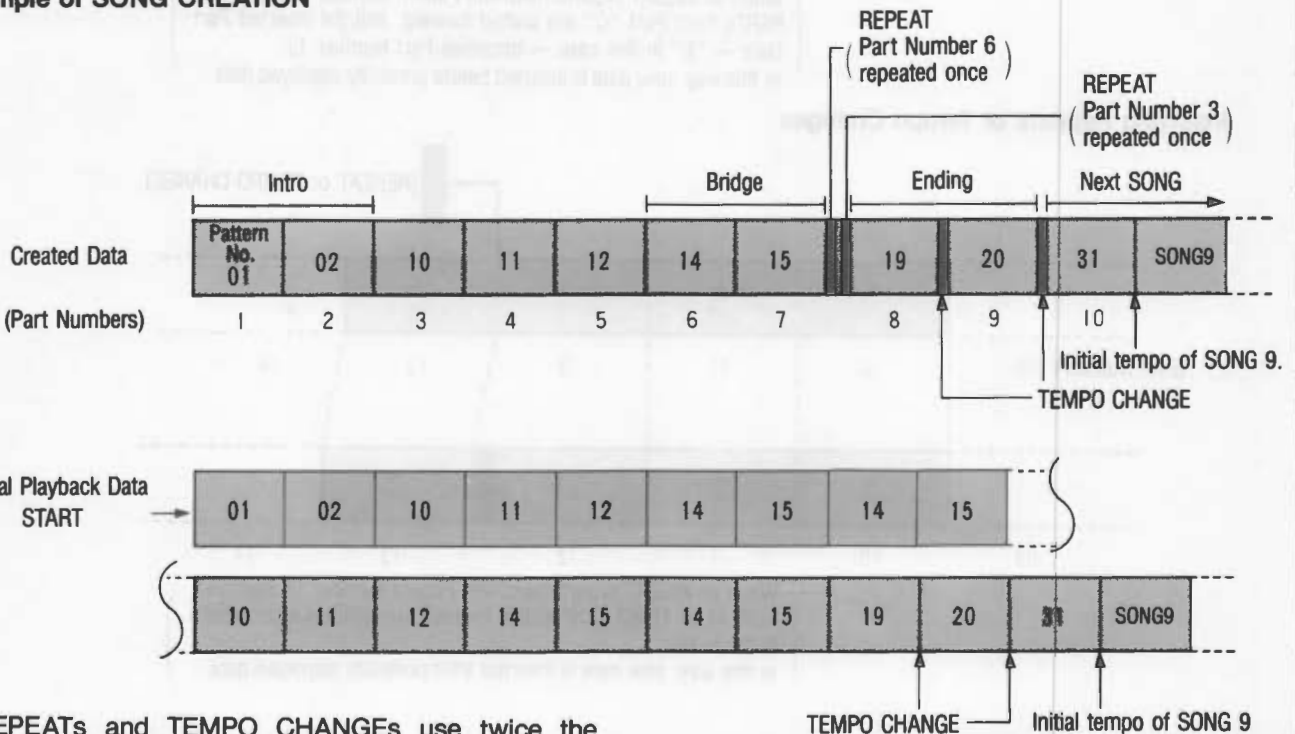 mple of SONG CREATION
REPEAT
( Part Number 6
repeated once )
REPEAT
( Part Number 3
repeated once )
Intro Bridge Ending Next SONG
Created Data
Pattern
No.
01 02 10 11 12 14 15 19 20 31 SONG9
(Part Numbers) 1 2 3 4 5 6 7 8 9 10
Initial tempo of SONG 9.
TEMPO CHANGE
al Playback Data
START
01 02 10 11 12 14 15 14 15
10 11 12 14 15 14 15 19 20 SONG9
TEMPO CHANGE Initial tempo of SONG 9
EPEATs and TEMPO CHANGEs use twice the